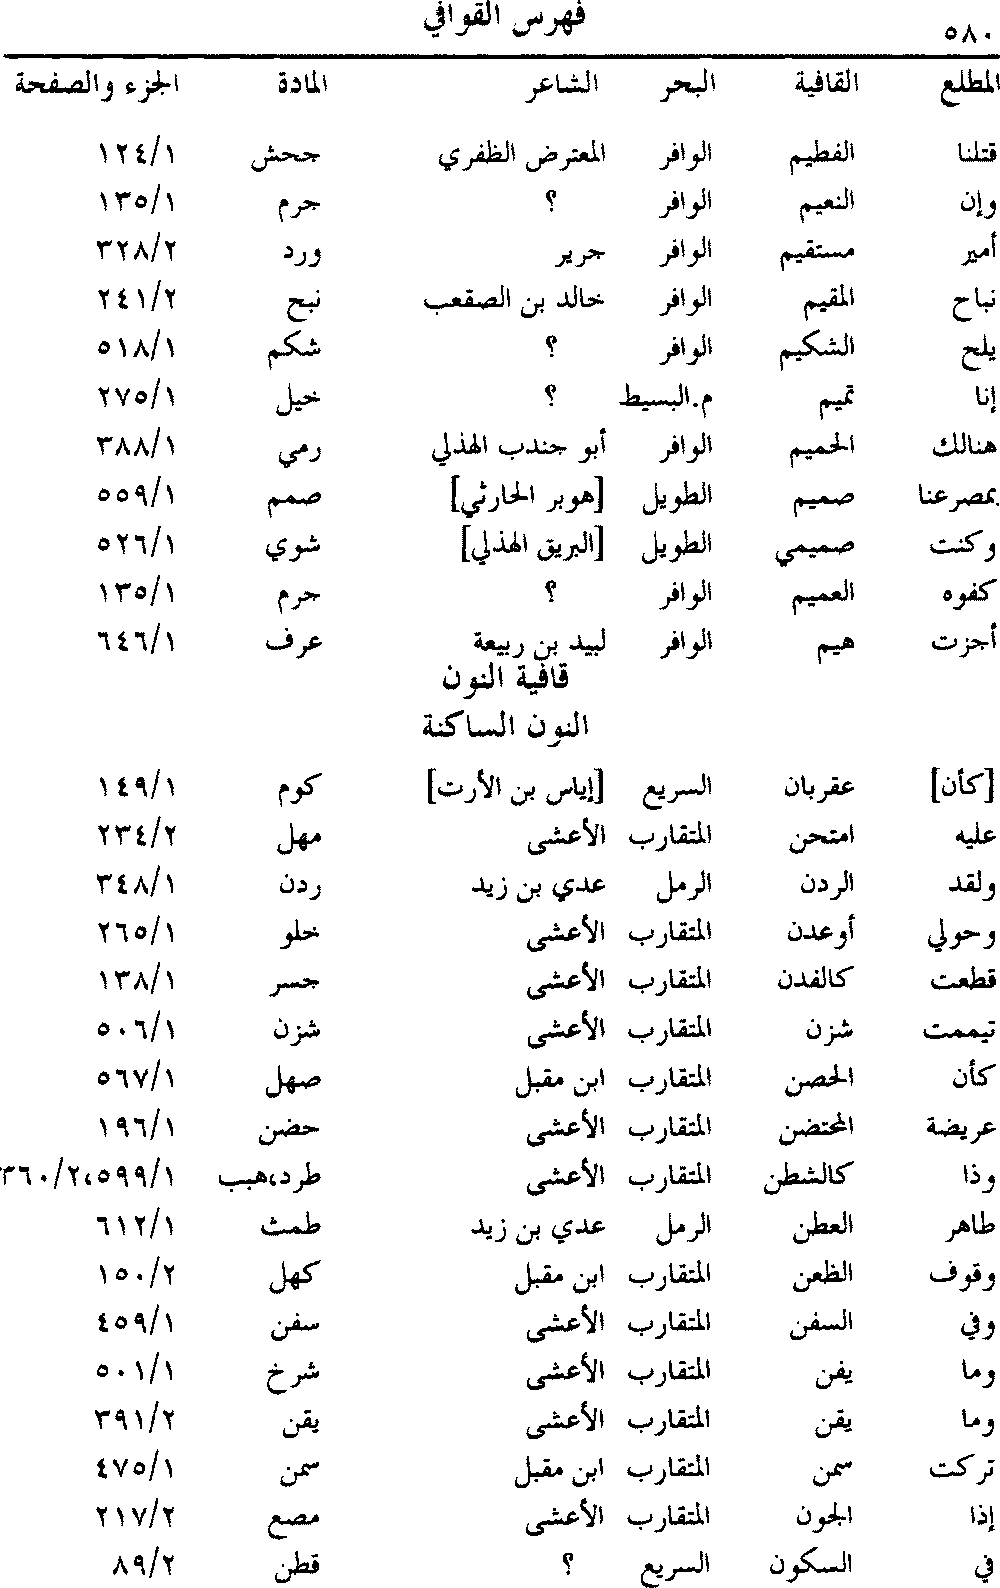 ٥٨٠ فهرس القوافي
المطلع القافية البحر الشاعر المادة الجزء والصفحة
قتلنا الفطيم الوافر المعترض الظفري جحش ١٢٤/١
وإن النعيم الوافر ؟ جرم ١٣٥/١
أمير مستقيم الوافر جرير ورد ٣٢٨/٢
نباح المقيم الوافر خالد بن الصقعب نبح ٢٤١/٢
يلح الشكيم الوافر ؟ شكم ٥١٨/١
إنا تميم م.البسيط ؟ خيل ٢٧٥/١
هنالك الحميم الوافر أبو جندب الهذلي رمي ٣٨٨/١
بمصرعنا صميم الطويل [هوبر الحارثي] صمم ٥٥٩/١
وكنت صميمي الطويل [البريق الهذلي] شوي ٥٢٦/١
كفوه العميم الوافر ؟ جرم ١٣٥/١
أجزت هيم الوافر لبيد بن ربيعة عرف ٦٤٦/١
قافية النون
النون الساكنة
[كأن] عقربان السريع [إياس بن الأرت] كوم ١٤٩/١
عليه امتحن المتقارب الأعشى مهل ٢٣٤/٢
ولقد الردن الرمل عدي بن زيد ردن ٣٤٨/١
وحولي أوعدن المتقارب الأعشى خلو ٢٦٥/١
قطعت كالفدن المتقارب الأعشى جسر ١٣٨/١
تيممت شزن المتقارب الأعشى شزن ٥٠٦/١
كأن الحصن المتقارب ابن مقبل صهل ٥٦٧/١
عريضة المحتضن المتقارب الأعشى حضن ١٩٦/١
وذا كالشطن المتقارب الأعشى طرد،هبب ٥٩٩/١،٣٦٠/٢
طاهر العطن الرمل عدي بن زيد طمث ٦١٢/١
وقوف الظعن المتقارب ابن مقبل كهل ١٥٠/٢
وفي السفن المتقارب الأعشى سفن ٤٥٩/١
وما يفن المتقارب الأعشى شرخ ٥٠١/١
وما يقن المتقارب الأعشى يقن ٣٩١/٢
تركت سمن المتقارب ابن مقبل سمن ٤٧٥/١
إذا الجون المتقارب الأعشى مصع ٢١٧/٢
في السكون السريع ؟ قطن ٨٩/٢